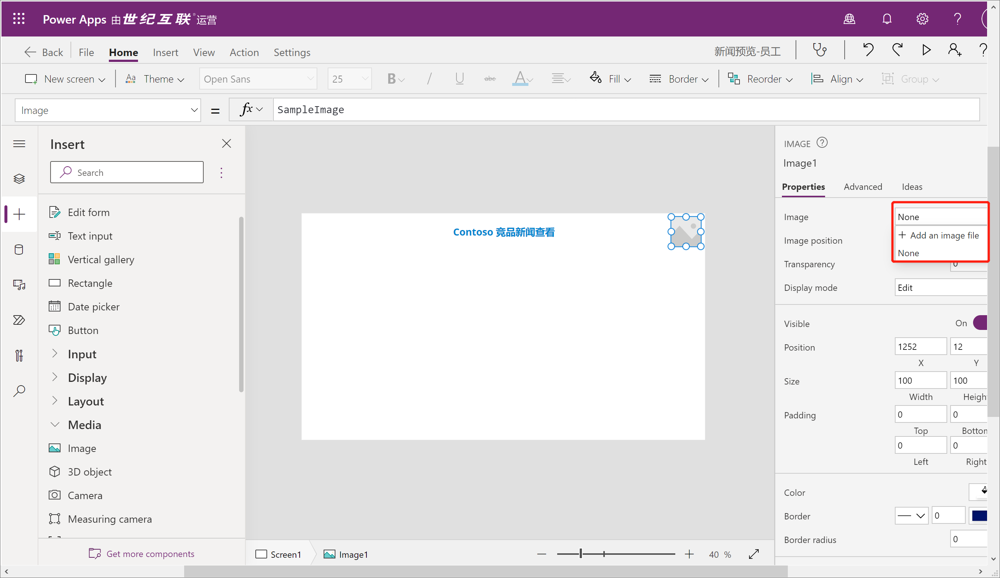 Power Apps 由世纪互联®运营
Back File Home Insert View Action Settings 新闻预览-员工
New screen Aa Theme Open Sans 25 B / U abc A Fill Border Reorder Align Group
Image = fx SampleImage
Insert
Search
Edit form
Text input
Vertical gallery
Rectangle
Date picker
Button
Input
Display
Layout
Media
Image
3D object
Camera
Measuring camera
Get more components
Contoso 竞品新闻查看
Screen1 Image1 40 %
IMAGE ?
Image1
Properties Advanced Ideas
Image None
+ Add an image file
None
Image position
Transparency 0
Display mode Edit
Visible On
Position 1252 12
X Y
Size 100 100
Width Heigh
Padding 0 0
Top Botton
0 0
Left Right
Color
Border 0
Border radius 0